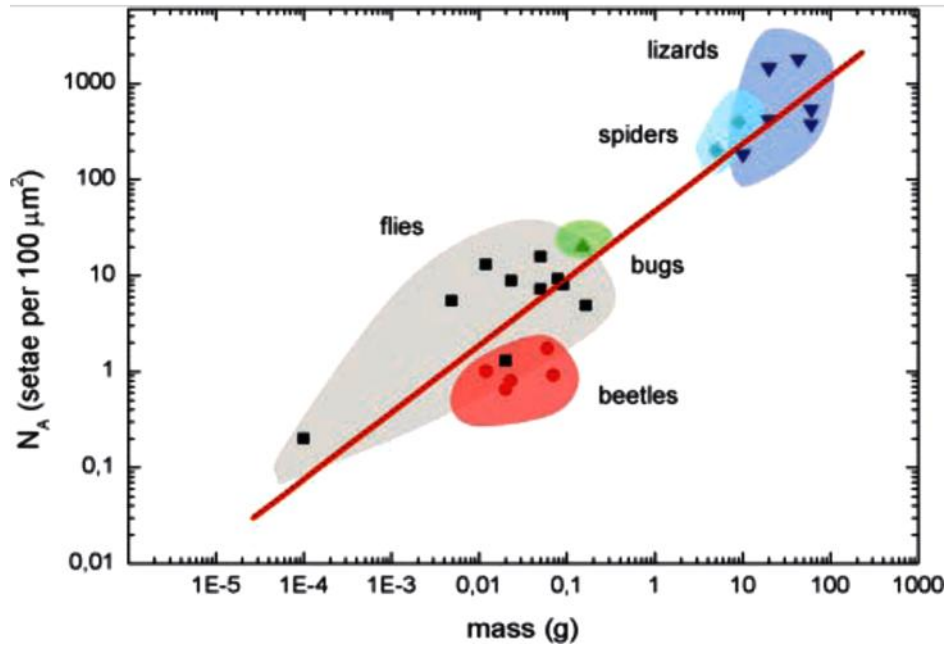 lizards
1000
spiders
100
flies
bugs
10
1
beetles
0,1
0,01
N_A (setae per 100 μm²)
1E-5 1E-4 1E-3 0,01 0,1 1 10 100 1000
mass (g)